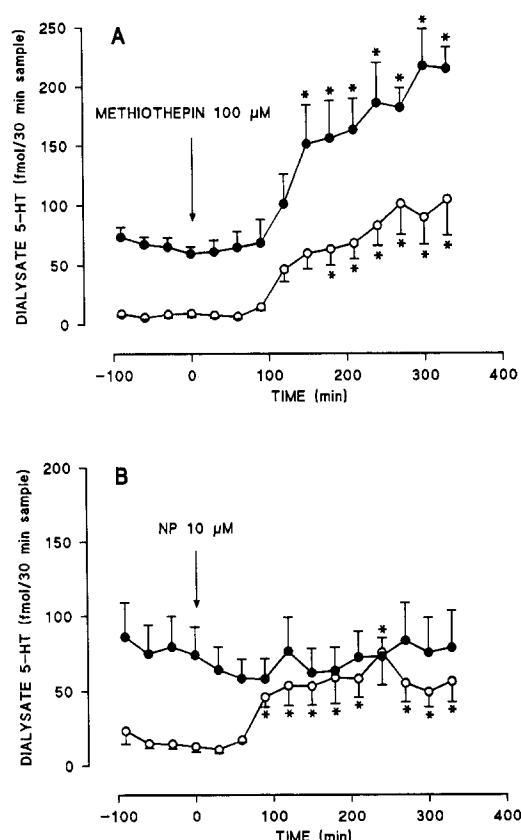 A
METHIOTHEPIN 100 µM
DIALYSATE 5-HT (fmol/30 min sample)
250
200
150
100
50
0
* * * * * * *
* * * * * *
-100 0 100 200 300 400
TIME (min)
B
NP 10 µM
DIALYSATE 5-HT (fmol/30 min sample)
200
150
100
50
0
*
* * * * * * * *
-100 0 100 200 300 400
TIME (min)